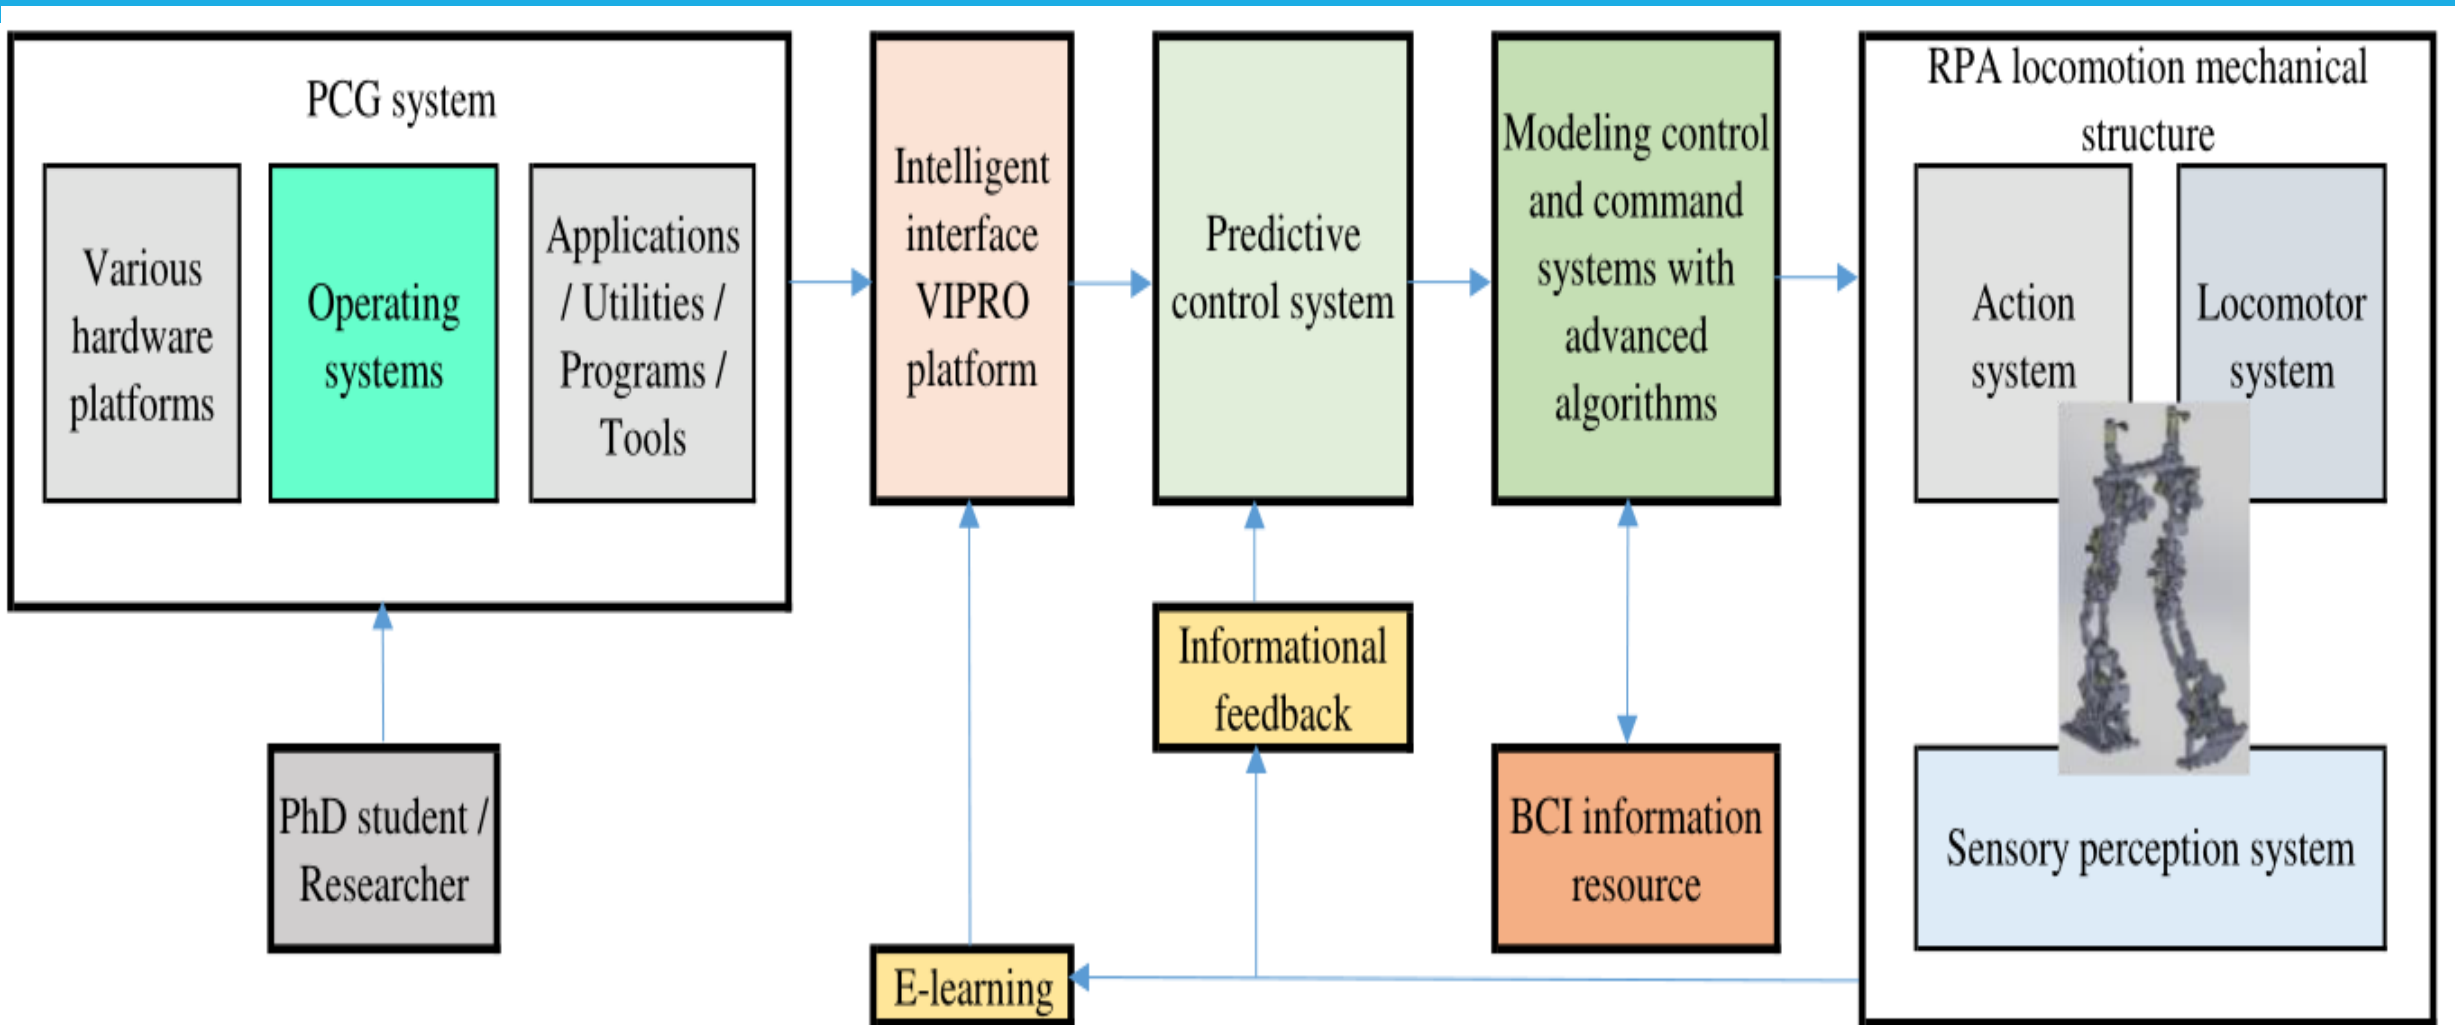 PCG system
Various
hardware
platforms
Operating
systems
Applications
/ Utilities /
Programs /
Tools
PhD student /
Researcher
Intelligent
interface
VIPRO
platform
E-learning
Predictive
control system
Informational
feedback
Modeling control
and command
systems with
advanced
algorithms
BCI information
resource
RPA locomotion mechanical
structure
Action
system
Locomotor
system
Sensory perception system